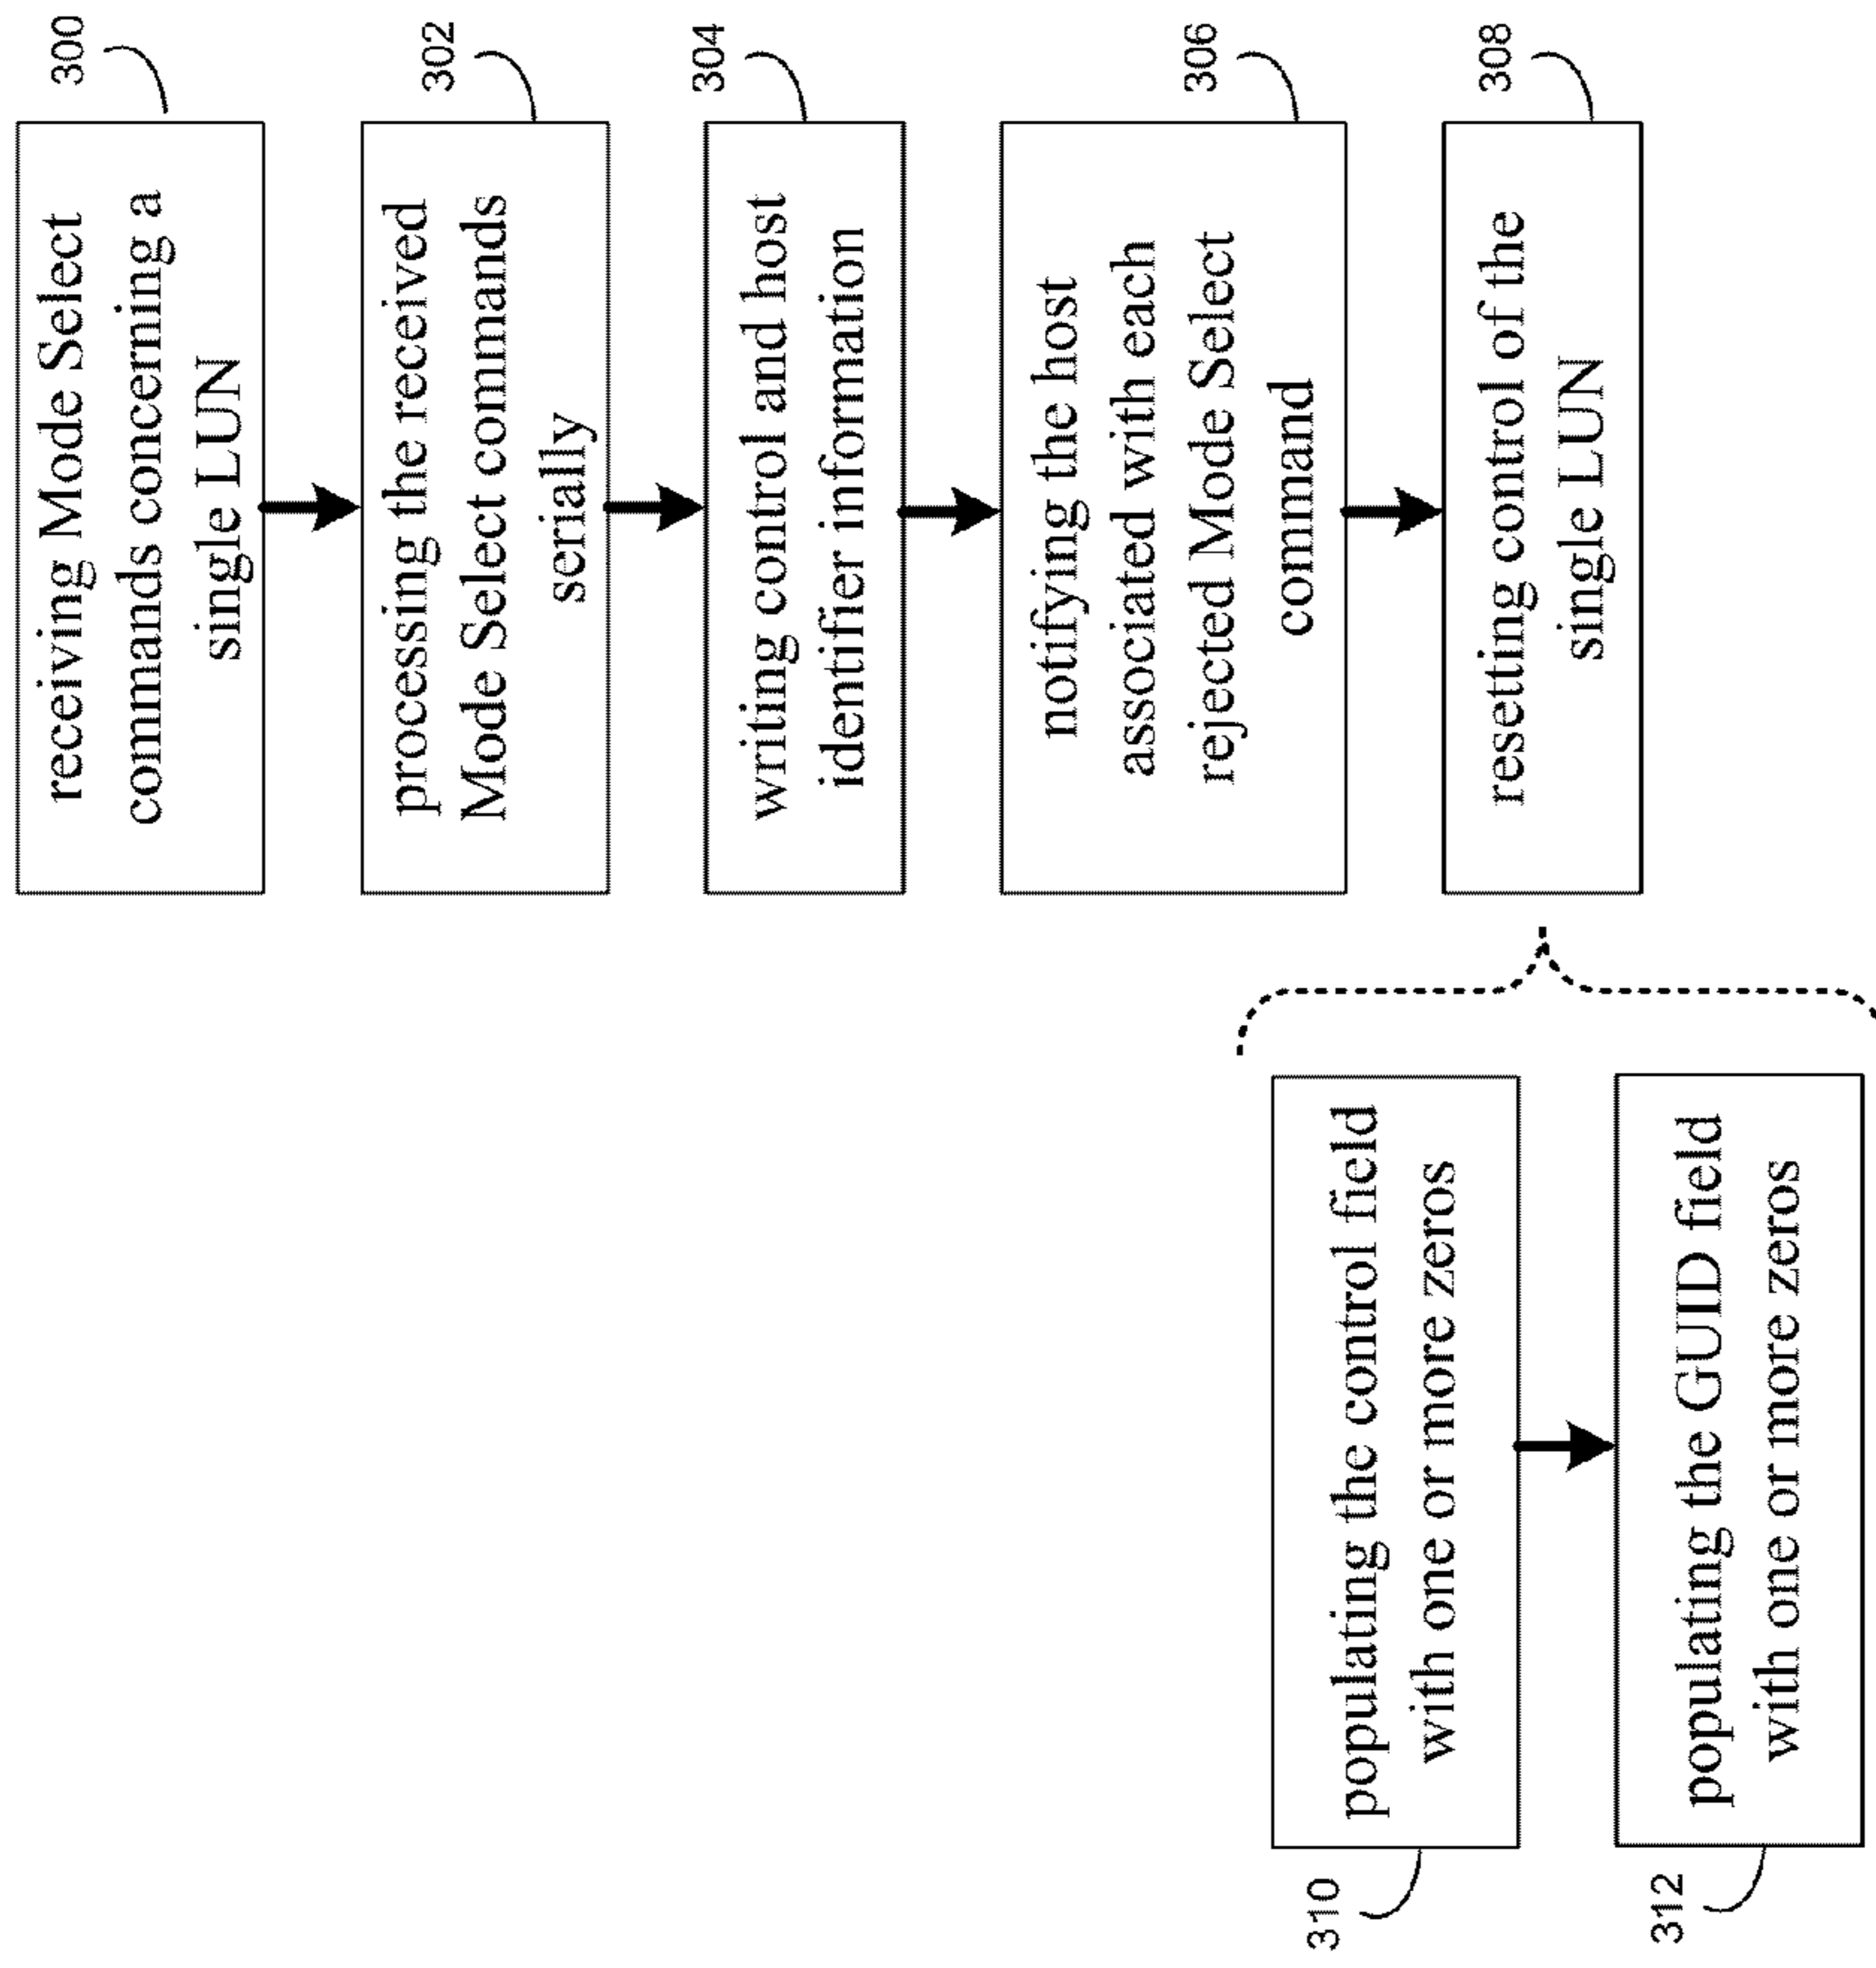 300
receiving Mode Select
commands concerning a
single LUN
302
processing the received
Mode Select commands
serially
304
writing control and host
identifier information
306
notifying the host
associated with each
rejected Mode Select
command
308
resetting control of the
single LUN
310
populating the control field
with one or more zeros
312
populating the GUID field
with one or more zeros